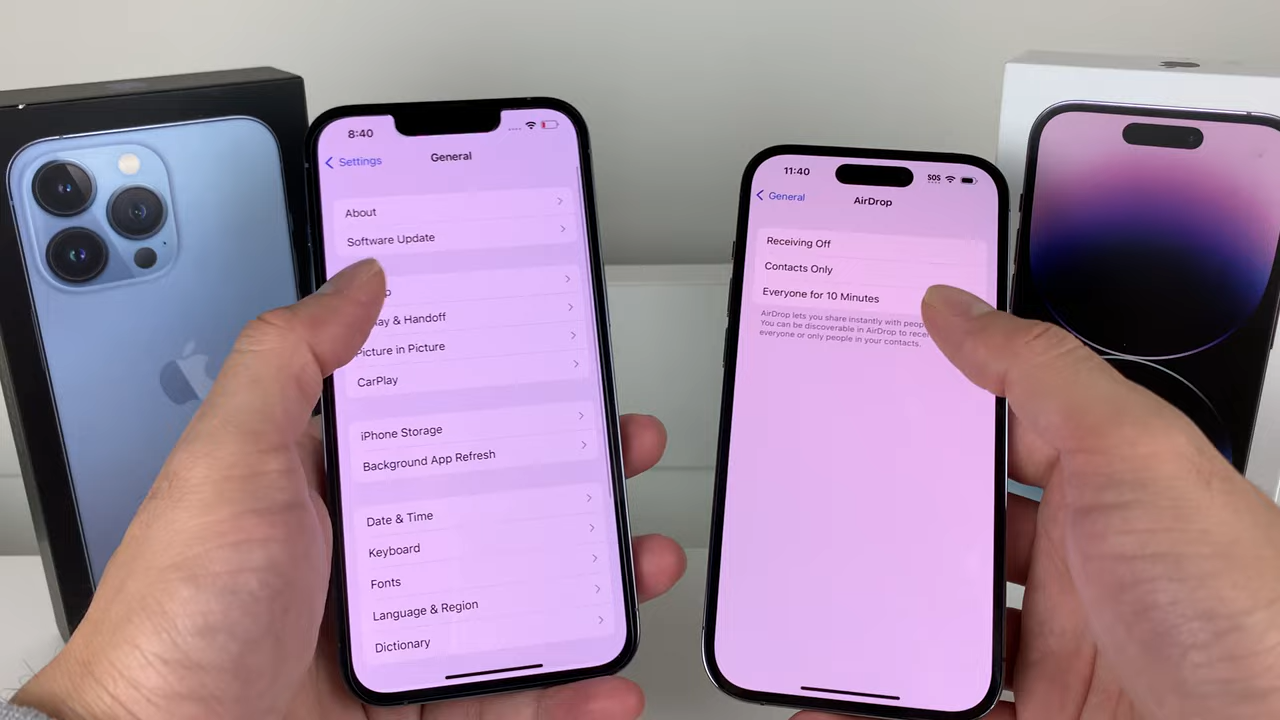 8:40
Settings
General
About
Software Update
p
lay & Handoff
Picture in Picture
CarPlay
iPhone Storage
Background App Refresh
Date & Time
Keyboard
Fonts
Language & Region
Dictionary
11:40
SOS
General
AirDrop
Receiving Off
Contacts Only
Everyone for 10 Minutes
AirDrop lets you share instantly with
You can be discoverable in AirDrop to
everyone or only people in your contacts.